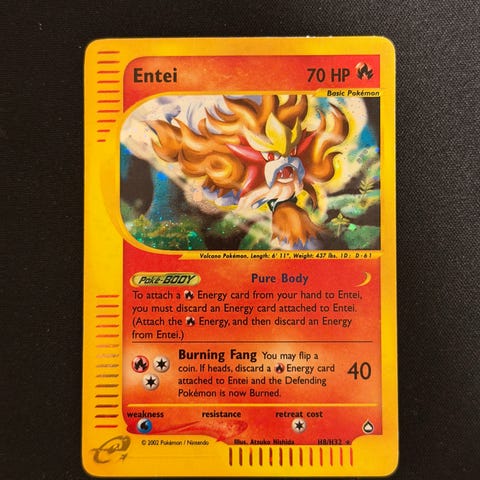 Entei 70 HP
Basic Pokémon
Volcano Pokémon, Length: 6' 11", Weight: 437 lbs. ID: D-61
Poké-BODY Pure Body
To attach a Energy card from your hand to Entei,
you must discard an Energy card attached to Entei.
(Attach the Energy, and then discard an Energy
from Entei.)
Burning Fang You may flip a
coin. If heads, discard a Energy card
attached to Entei and the Defending
Pokémon is now Burned.
40
weakness resistance retreat cost
© 2002 Pokémon / Nintendo Illus. Atsuko Nishida H8/H32